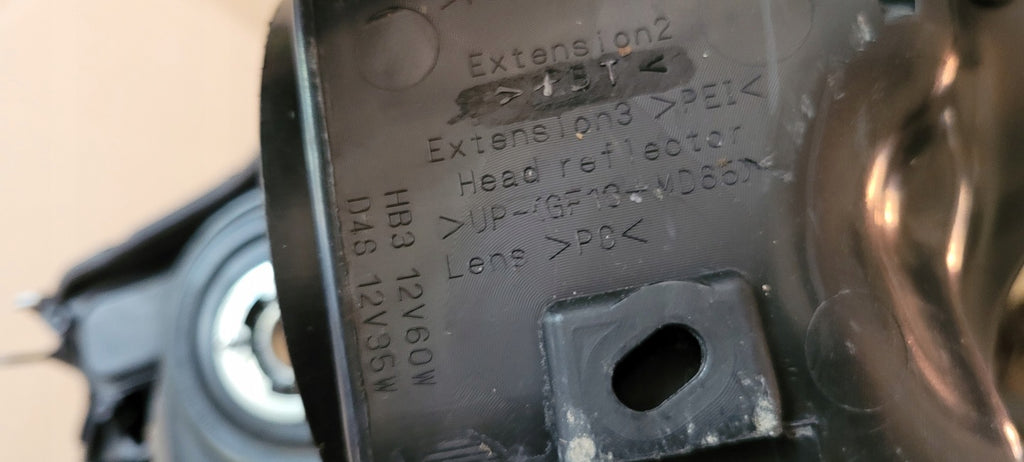 Extension2
>PBT<
Extension3 >PEI<
Head reflector
>UP-(GF13+MD65)<
Lens >PC<
HB3 12V60W
D4S 12V35W